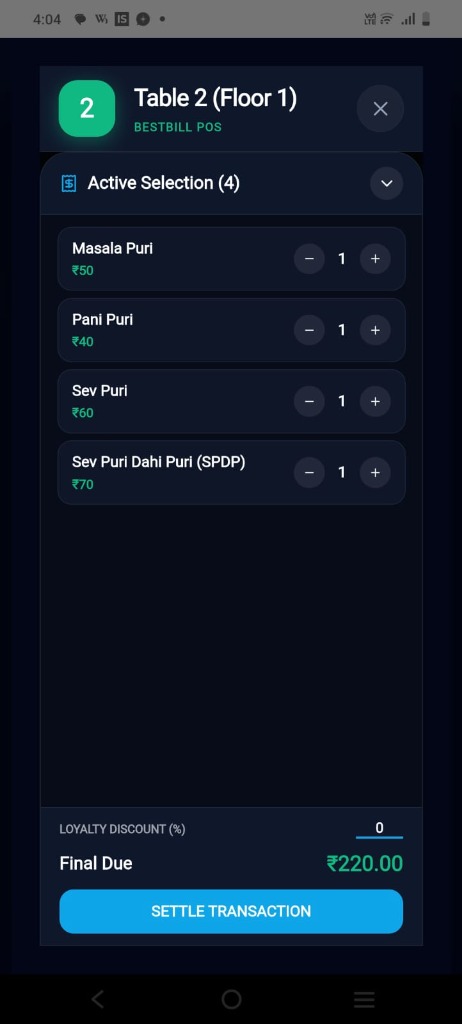 4:04
2
Table 2 (Floor 1)
BESTBILL POS
Active Selection (4)
Masala Puri
₹50
1
Pani Puri
₹40
1
Sev Puri
₹60
1
Sev Puri Dahi Puri (SPDP)
₹70
1
LOYALTY DISCOUNT (%)
0
Final Due
₹220.00
SETTLE TRANSACTION